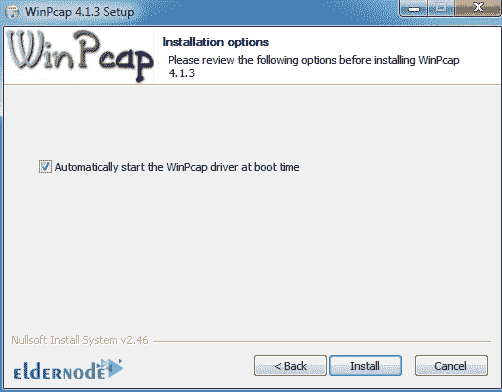 WinPcap 4.1.3 Setup
WinPcap
Installation options
Please review the following options before installing WinPcap
4.1.3
Automatically start the WinPcap driver at boot time
Nullsoft Install System v2.46
< Back
Install
Cancel
eldernode